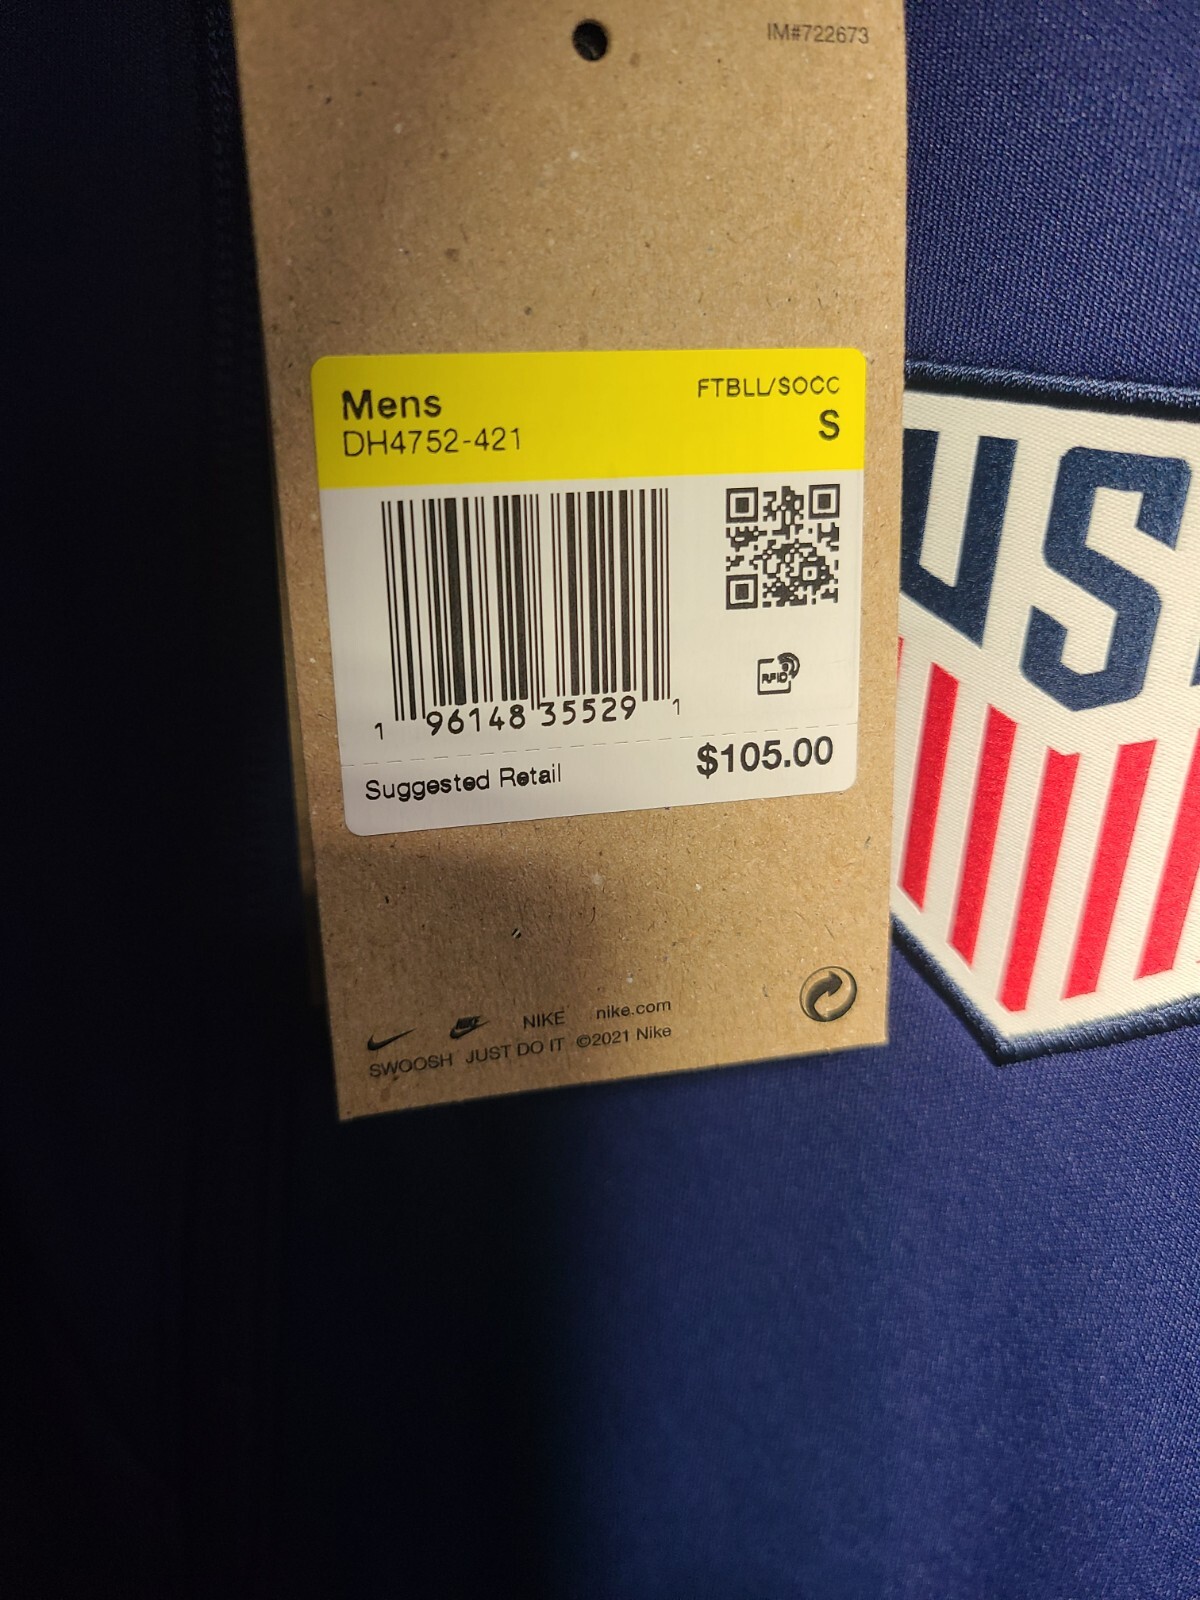 IM#722673
Mens
FTBLL/SOCC
DH4752-421
S
RFID
1 96148 35529 1
Suggested Retail
$105.00
NIKE nike.com
SWOOSH JUST DO IT ©2021 Nike
US